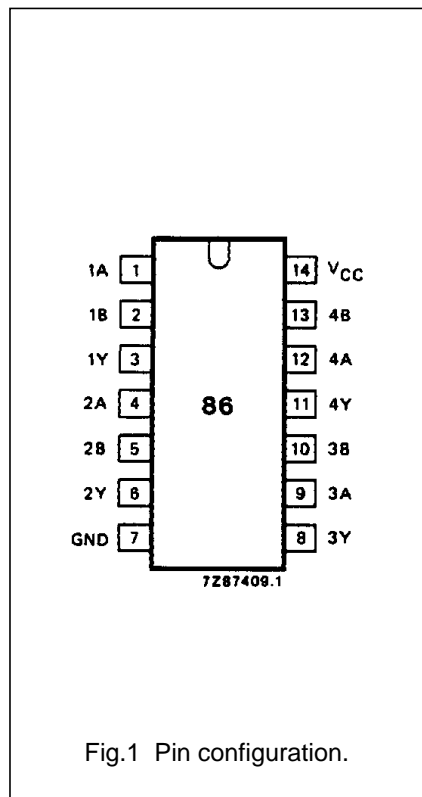 1A 1 14 VCC
1B 2 13 4B
1Y 3 12 4A
2A 4 86 11 4Y
2B 5 10 3B
2Y 6 9 3A
GND 7 8 3Y
7Z87409.1
Fig.1 Pin configuration.